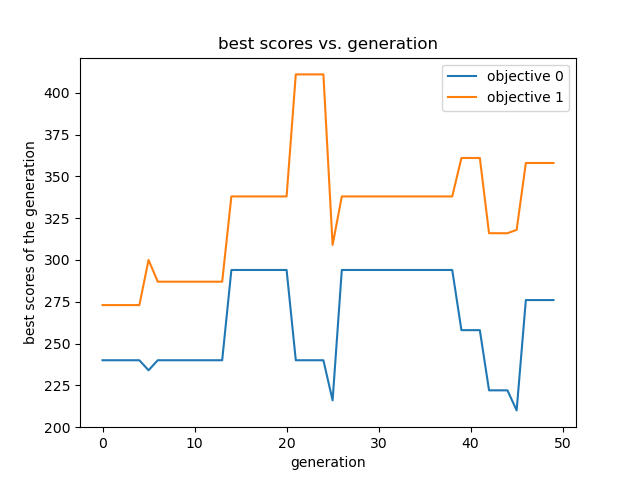 best scores vs. generation
objective 0
objective 1
best scores of the generation
400
375
350
325
300
275
250
225
200
0 10 20 30 40 50
generation